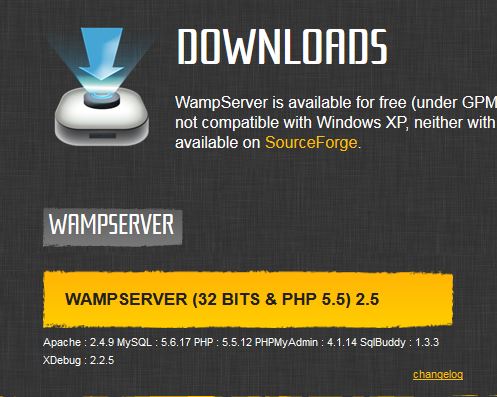 DOWNLOADS
WampServer is available for free (under GPM
not compatible with Windows XP, neither with
available on SourceForge.
WAMPSERVER
WAMPSERVER (32 BITS & PHP 5.5) 2.5
Apache : 2.4.9 MySQL : 5.6.17 PHP : 5.5.12 PHPMyAdmin : 4.1.14 SqlBuddy : 1.3.3
XDebug : 2.2.5
changelog